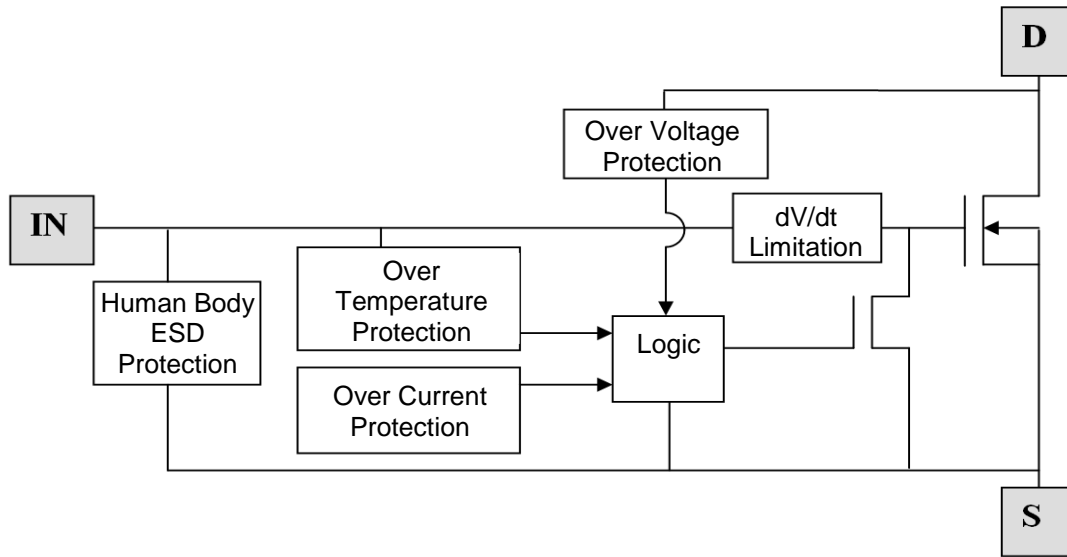 D
Over Voltage
Protection
IN
dV/dt
Limitation
Over
Temperature
Protection
Human Body
ESD
Protection
Logic
Over Current
Protection
S